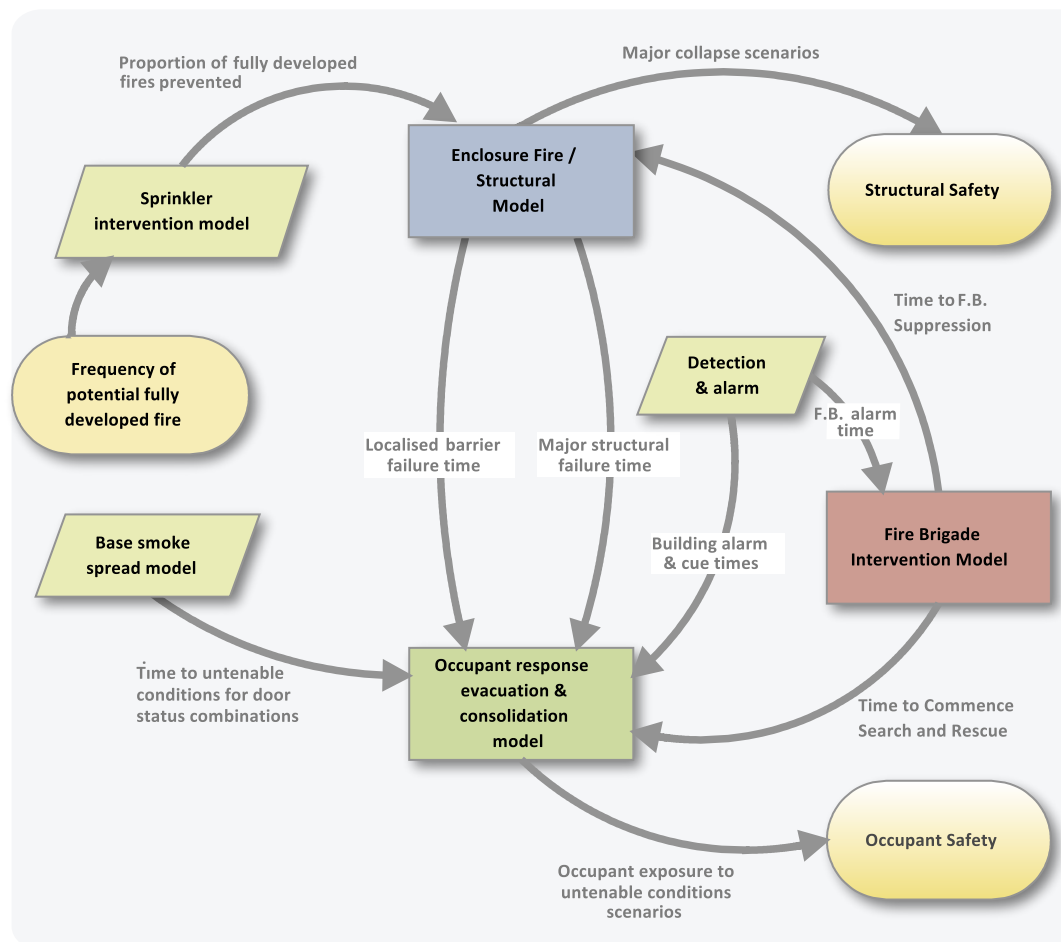 Proportion of fully developed
fires prevented
Major collapse scenarios
Enclosure Fire /
Structural
Model
Structural Safety
Sprinkler
intervention model
Time to F.B.
Suppression
Frequency of
potential fully
developed fire
Detection
& alarm
F.B. alarm
time
Localised barrier
failure time
Major structural
failure time
Base smoke
spread model
Building alarm
& cue times
Fire Brigade
Intervention Model
Time to untenable
conditions for door
status combinations
Occupant response
evacuation &
consolidation
model
Time to Commence
Search and Rescue
Occupant Safety
Occupant exposure to
untenable conditions
scenarios